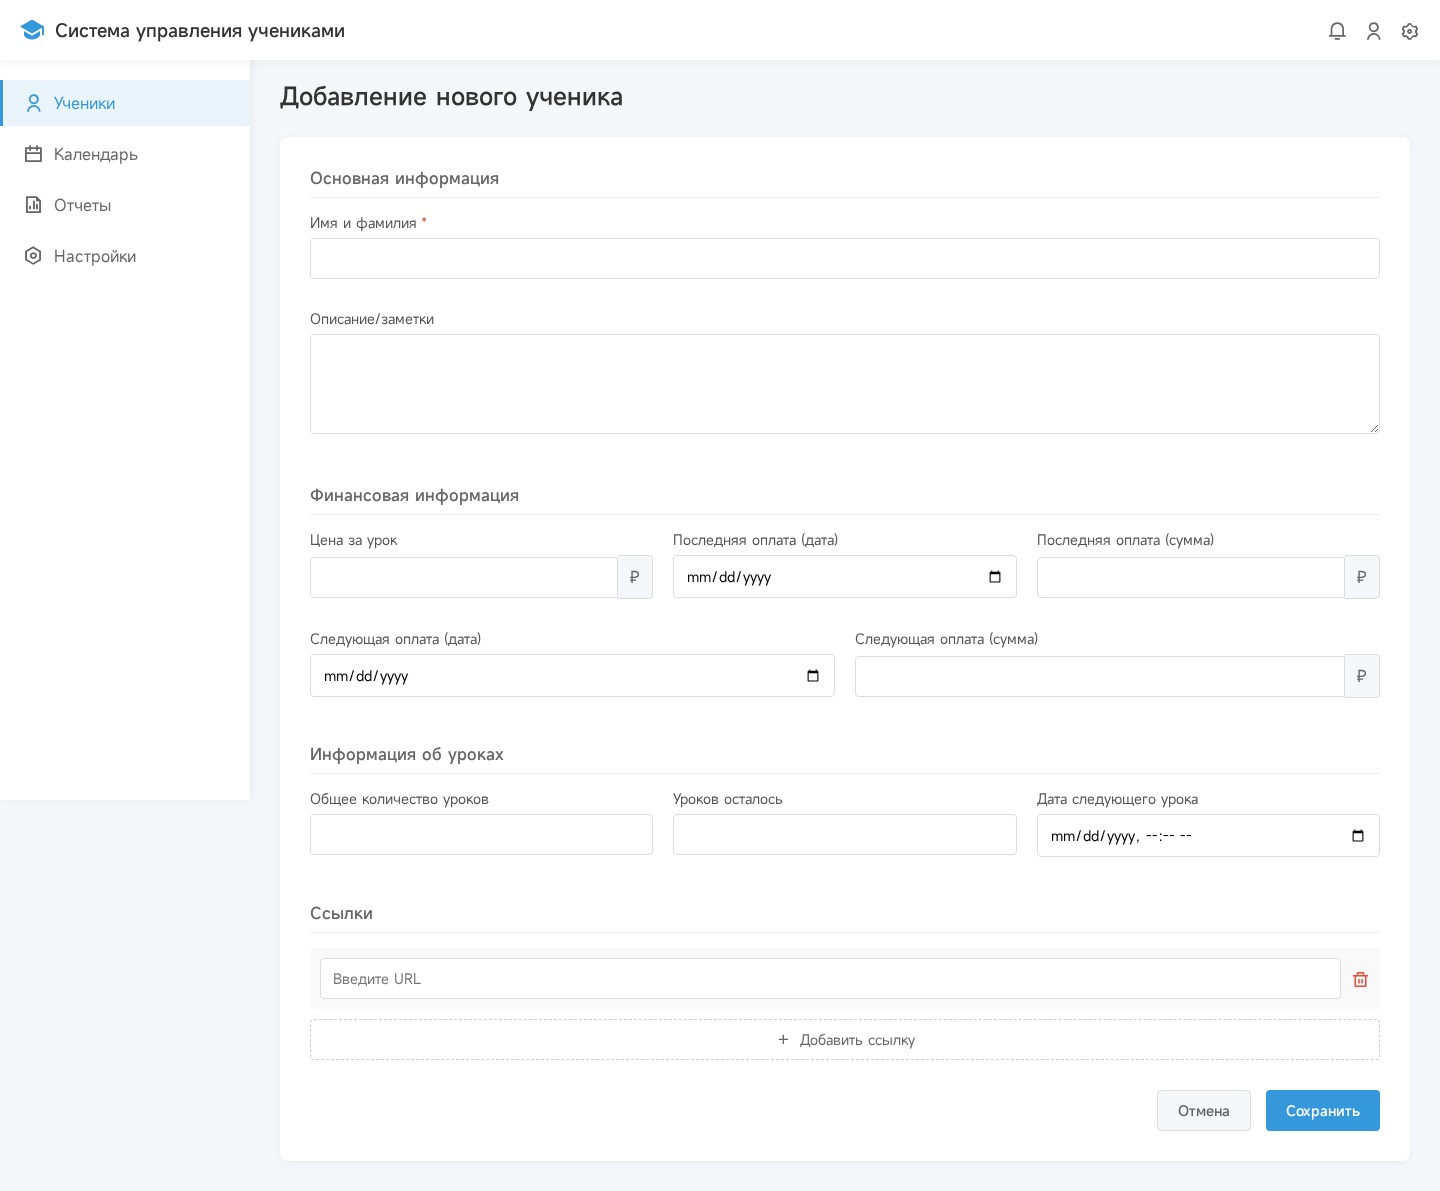 Система управления учениками
Ученики
Календарь
Отчеты
Настройки
Добавление нового ученика
Основная информация
Имя и фамилия *
Описание/заметки
Финансовая информация
Цена за урок
₽
Последняя оплата (дата)
mm/dd/yyyy
Последняя оплата (сумма)
₽
Следующая оплата (дата)
mm/dd/yyyy
Следующая оплата (сумма)
₽
Информация об уроках
Общее количество уроков
Уроков осталось
Дата следующего урока
mm/dd/yyyy, --:-- --
Ссылки
Введите URL
+ Добавить ссылку
Отмена
Сохранить